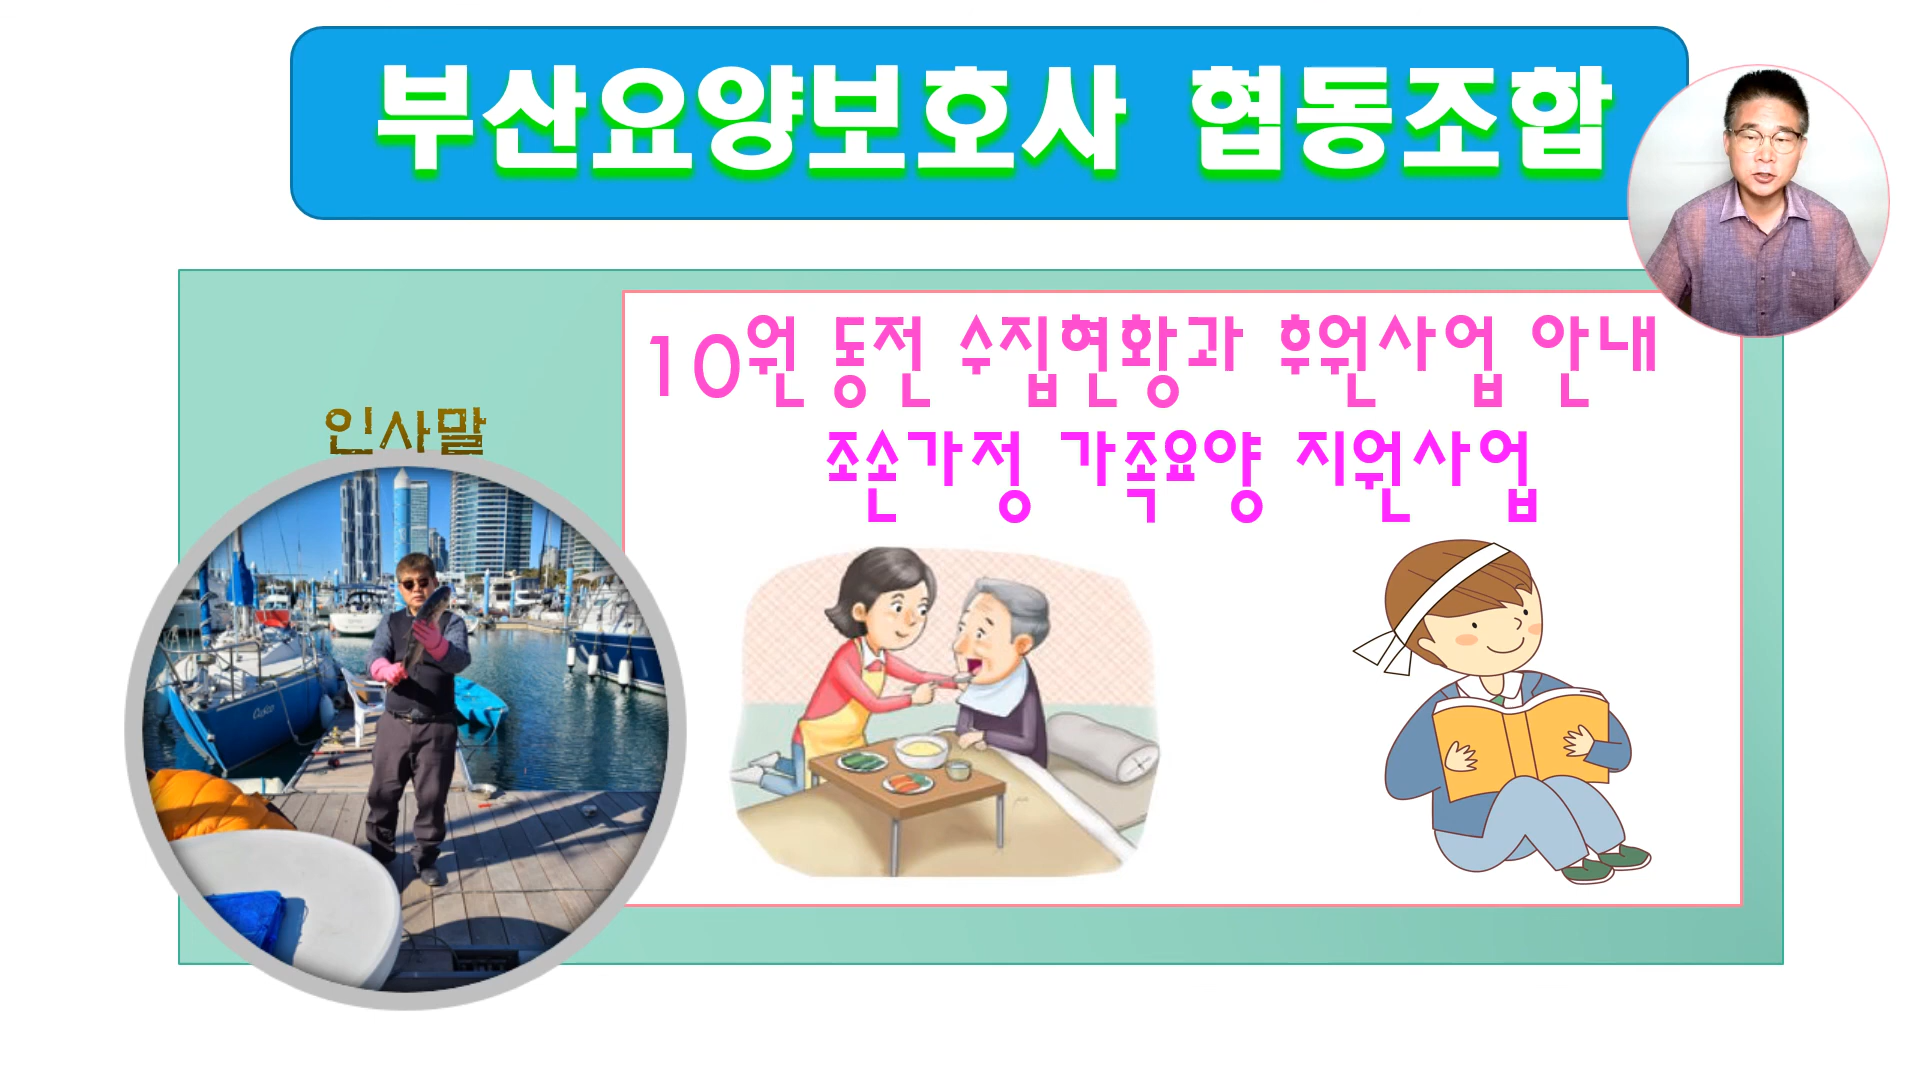 부산요양보호사 협동조합
10원 동전 수집현황과 후원사업 안내
조손가정 가족요양 지원사업
인사말